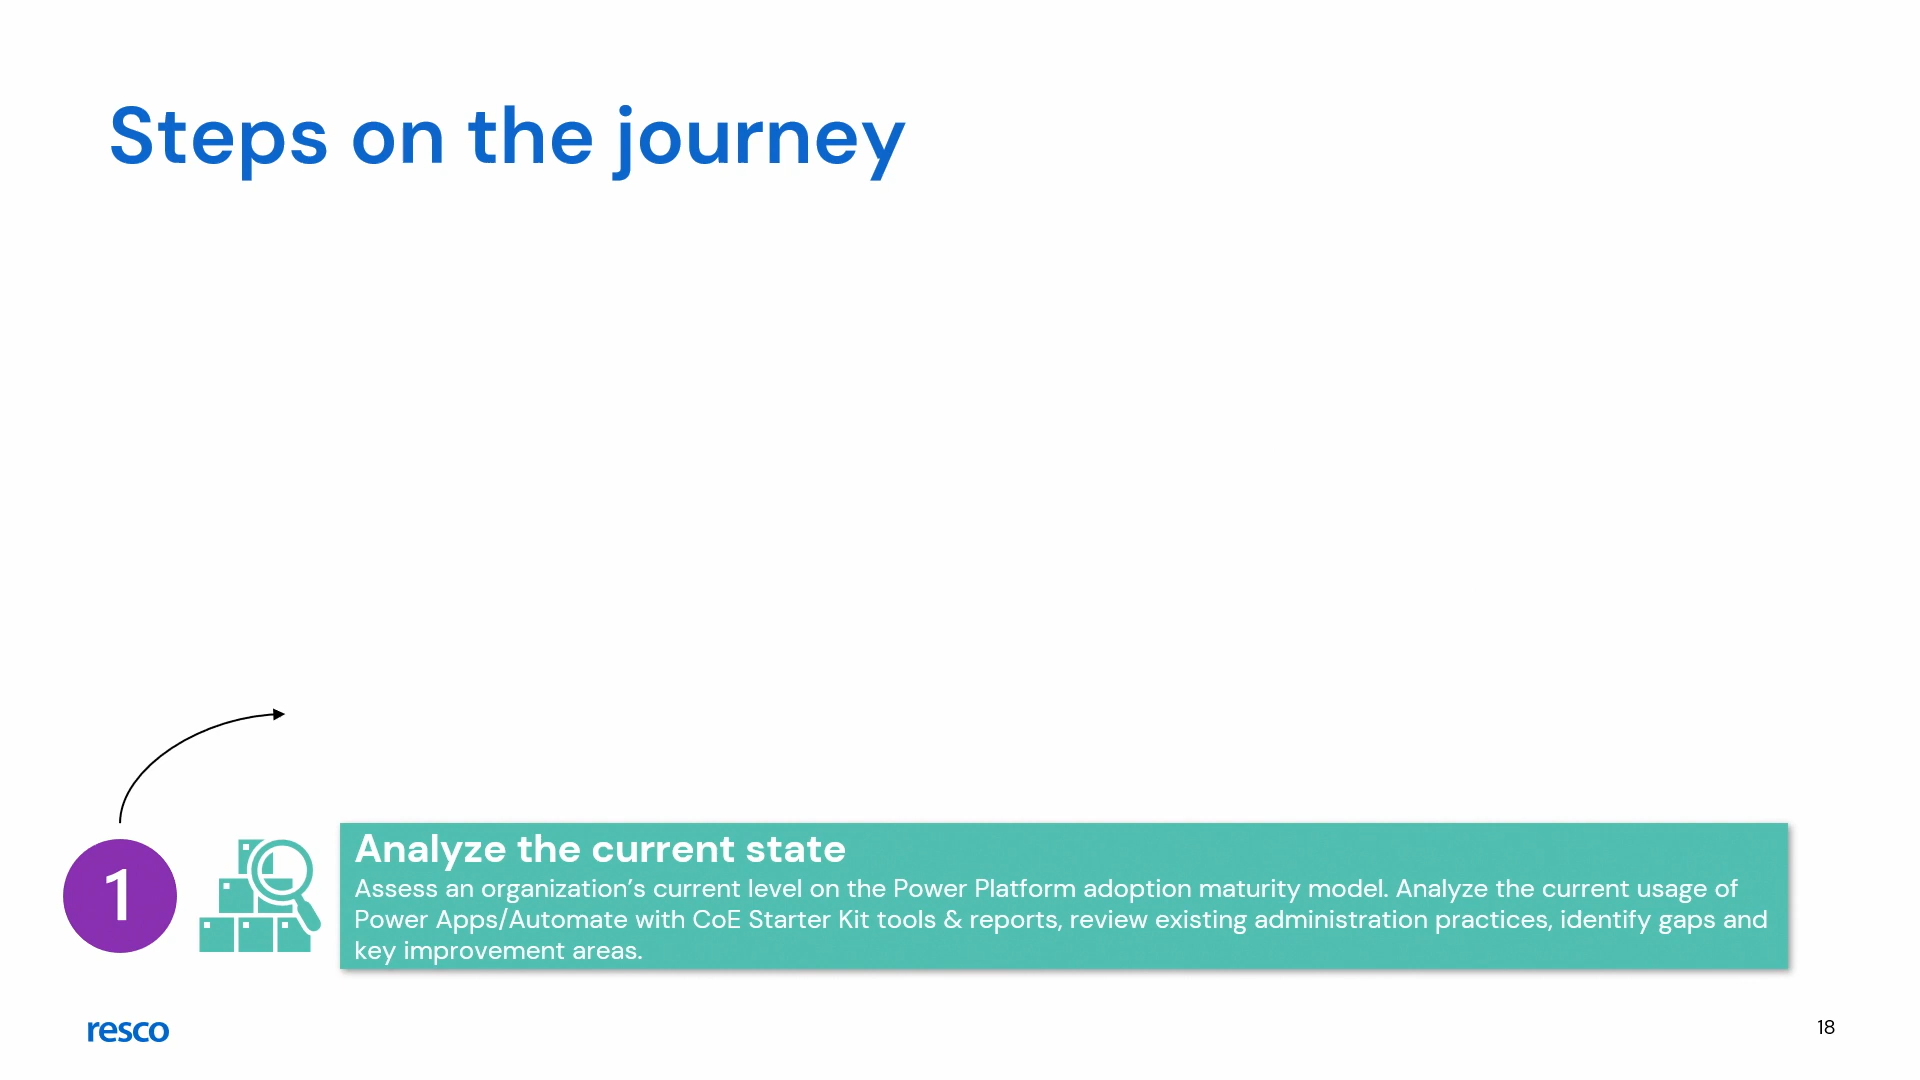 Steps on the journey
1
Analyze the current state
Assess an organization’s current level on the Power Platform adoption maturity model. Analyze the current usage of
Power Apps/Automate with CoE Starter Kit tools & reports, review existing administration practices, identify gaps and
key improvement areas.
resco
18